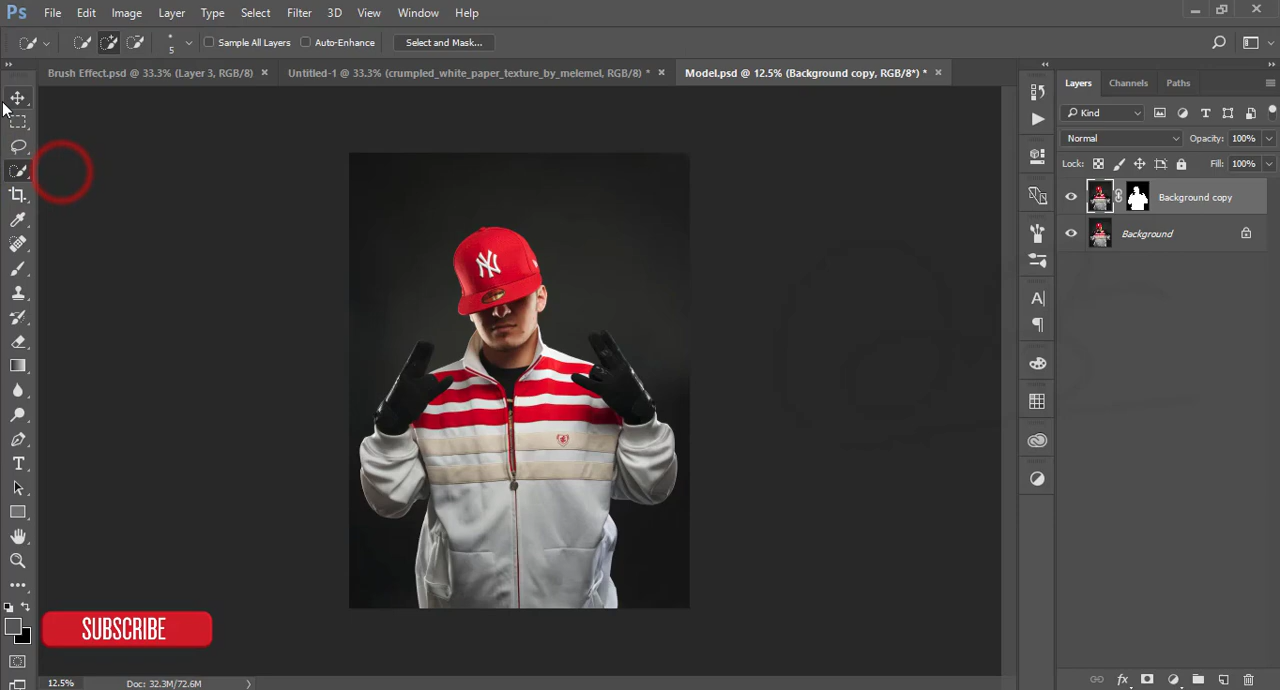 Ps File Edit Image Layer Type Select Filter 3D View Window Help
5 Sample All Layers Auto-Enhance Select and Mask...
Brush Effect.psd @ 33.3% (Layer 3, RGB/8) Untitled-1 @ 33.3% (crumpled_white_paper_texture_by_melemel, RGB/8) * Model.psd @ 12.5% (Background copy, RGB/8*) *
Layers Channels Paths
Kind
Normal Opacity: 100%
Lock: Fill: 100%
Background copy
Background
NY
SUBSCRIBE
12.5% Doc: 32.3M/72.6M